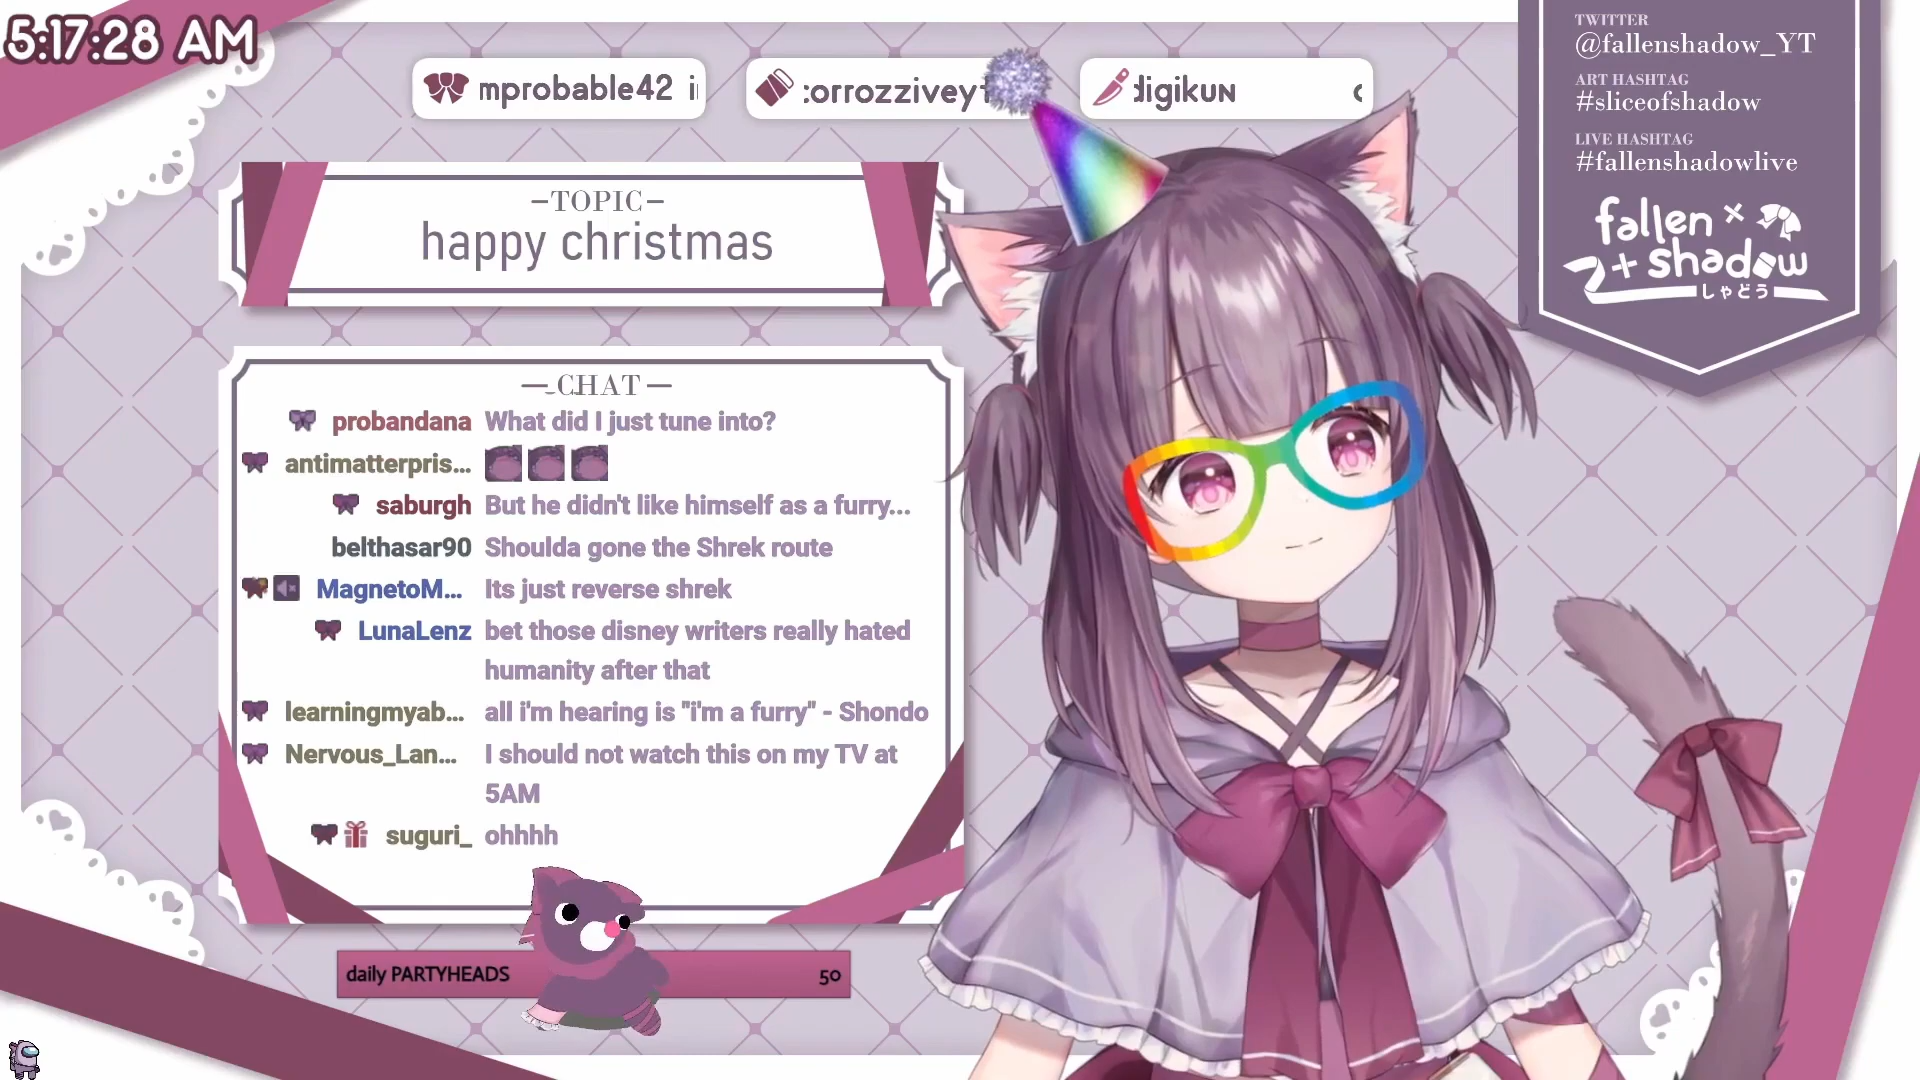 5:17:28 AM
mprobable42
:orrozzivey
digikun
TWITTER
@fallenshadow_YT
ART HASHTAG
#sliceofshadow
LIVE HASHTAG
#fallenshadowlive
fallen ×
+ shadow
しゃどう
–TOPIC–
happy christmas
— CHAT —
probandana What did I just tune into?
antimatterpris...
saburgh But he didn't like himself as a furry...
belthasar90 Shoulda gone the Shrek route
MagnetoM... Its just reverse shrek
LunaLenz bet those disney writers really hated
humanity after that
learningmyab... all i'm hearing is "i'm a furry" - Shondo
Nervous_Lan... I should not watch this on my TV at
5AM
suguri_ ohhhh
daily PARTYHEADS 50